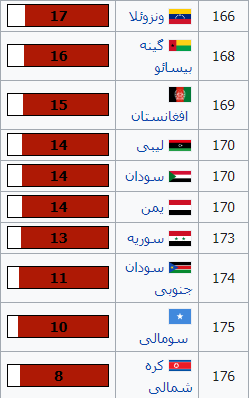 166 ونزوئلا 17
168 گینه 16
بیسائو
169 افغانستان 15
170 لیبی 14
170 سودان 14
170 یمن 14
173 سوریه 13
174 سودان 11
جنوبی
175 سومالی 10
176 کره 8
شمالی